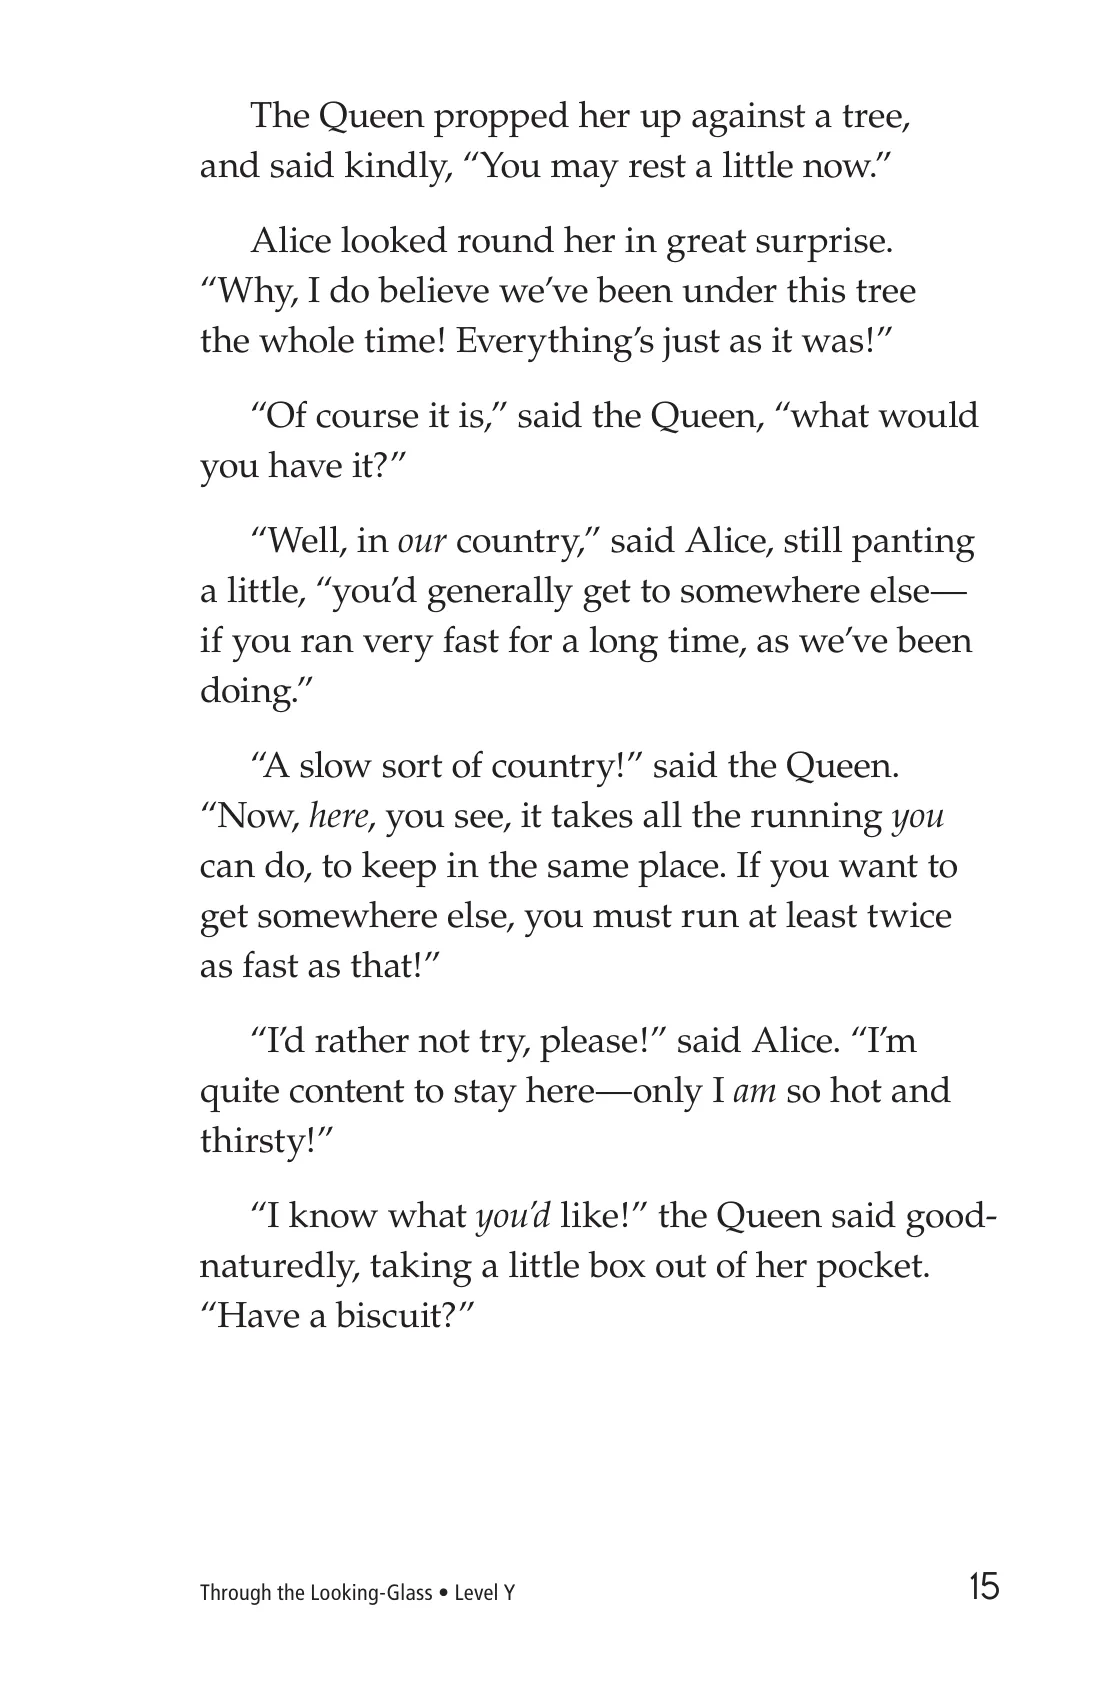 The Queen propped her up against a tree,
and said kindly, “You may rest a little now.”
Alice looked round her in great surprise.
“Why, I do believe we’ve been under this tree
the whole time! Everything’s just as it was!”
“Of course it is,” said the Queen, “what would
you have it?”
“Well, in our country,” said Alice, still panting
a little, “you’d generally get to somewhere else—
if you ran very fast for a long time, as we’ve been
doing.”
“A slow sort of country!” said the Queen.
“Now, here, you see, it takes all the running you
can do, to keep in the same place. If you want to
get somewhere else, you must run at least twice
as fast as that!”
“I’d rather not try, please!” said Alice. “I’m
quite content to stay here—only I am so hot and
thirsty!”
“I know what you’d like!” the Queen said good-
naturedly, taking a little box out of her pocket.
“Have a biscuit?”
Through the Looking-Glass • Level Y 15